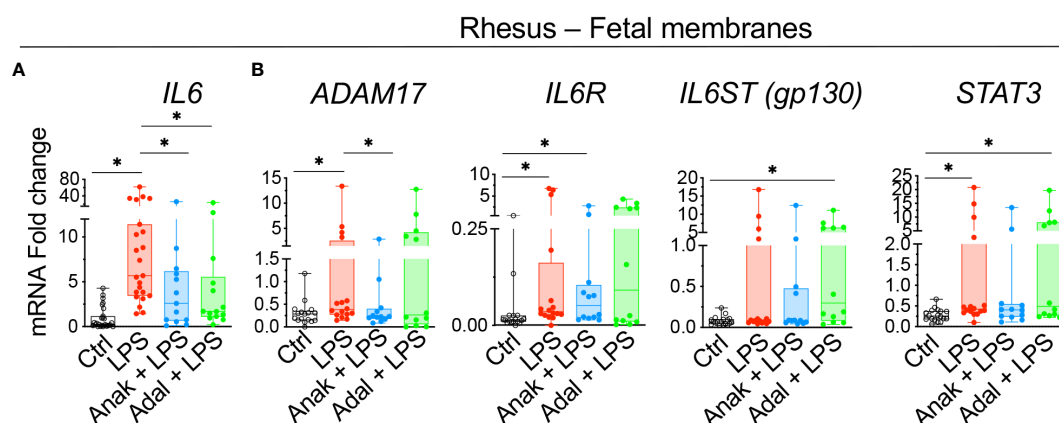 Rhesus – Fetal membranes
A
B
IL6
ADAM17
IL6R
IL6ST (gp130)
STAT3
mRNA Fold change
* * *
80
40
10
5
0
Ctrl
LPS
Anak + LPS
Adal + LPS
* *
15
10
5
1.5
1.0
0.5
0.0
Ctrl
LPS
Anak + LPS
Adal + LPS
* *
10
5
0.25
0.00
Ctrl
LPS
Anak + LPS
Adal + LPS
*
20
15
10
5
1.0
0.5
0.0
Ctrl
LPS
Anak + LPS
Adal + LPS
* *
25
20
15
10
5
2.0
1.5
1.0
0.5
0.0
Ctrl
LPS
Anak + LPS
Adal + LPS